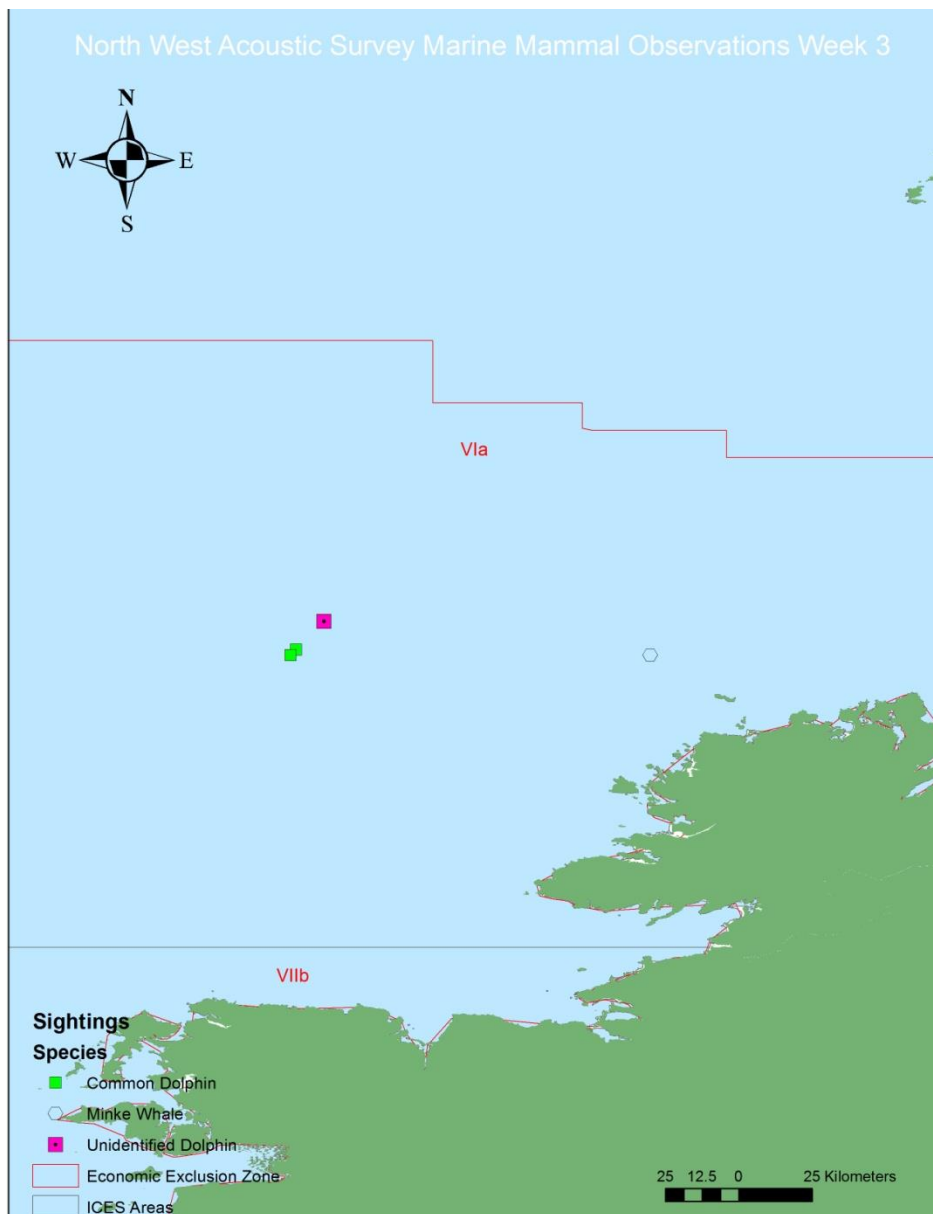 North West Acoustic Survey Marine Mammal Observations Week 3
N
W E
S
VIa
VIIb
Sightings
Species
Common Dolphin
Minke Whale
Unidentified Dolphin
Economic Exclusion Zone
ICES Areas
25 12.5 0 25 Kilometers